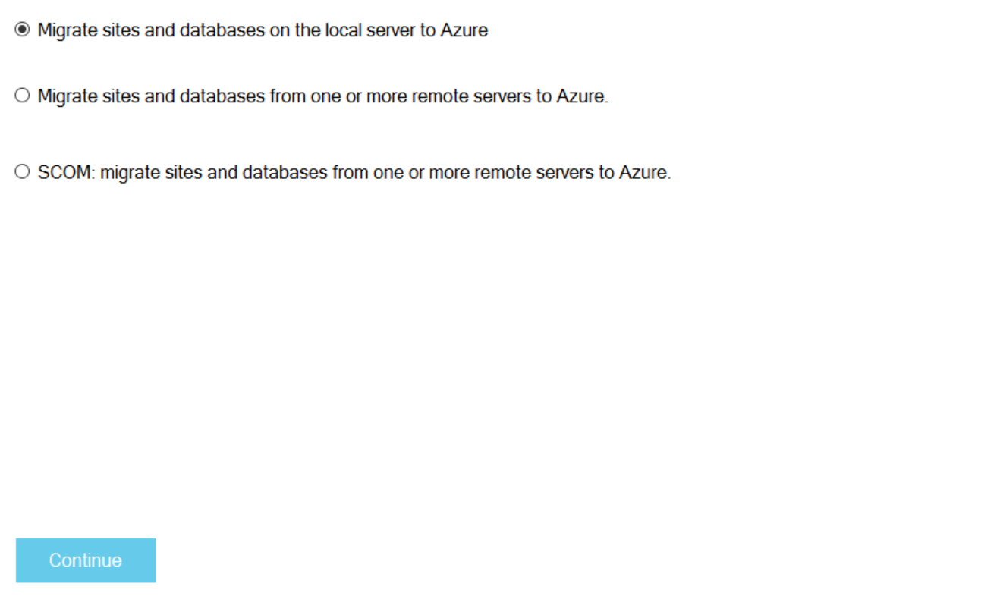 Migrate sites and databases on the local server to Azure
Migrate sites and databases from one or more remote servers to Azure.
SCOM: migrate sites and databases from one or more remote servers to Azure.
Continue